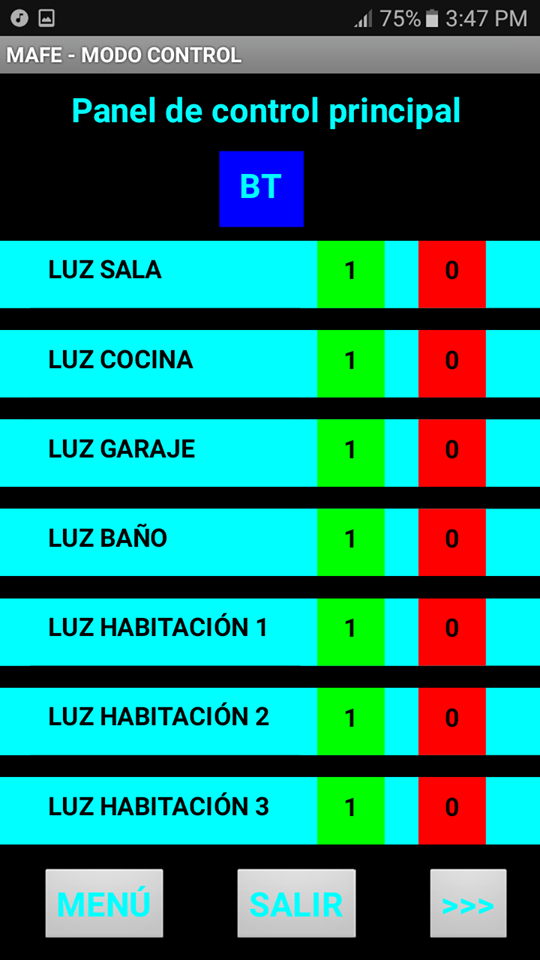 75% 3:47 PM
MAFE - MODO CONTROL
Panel de control principal
BT
LUZ SALA 1 0
LUZ COCINA 1 0
LUZ GARAJE 1 0
LUZ BAÑO 1 0
LUZ HABITACIÓN 1 1 0
LUZ HABITACIÓN 2 1 0
LUZ HABITACIÓN 3 1 0
MENÚ SALIR >>>